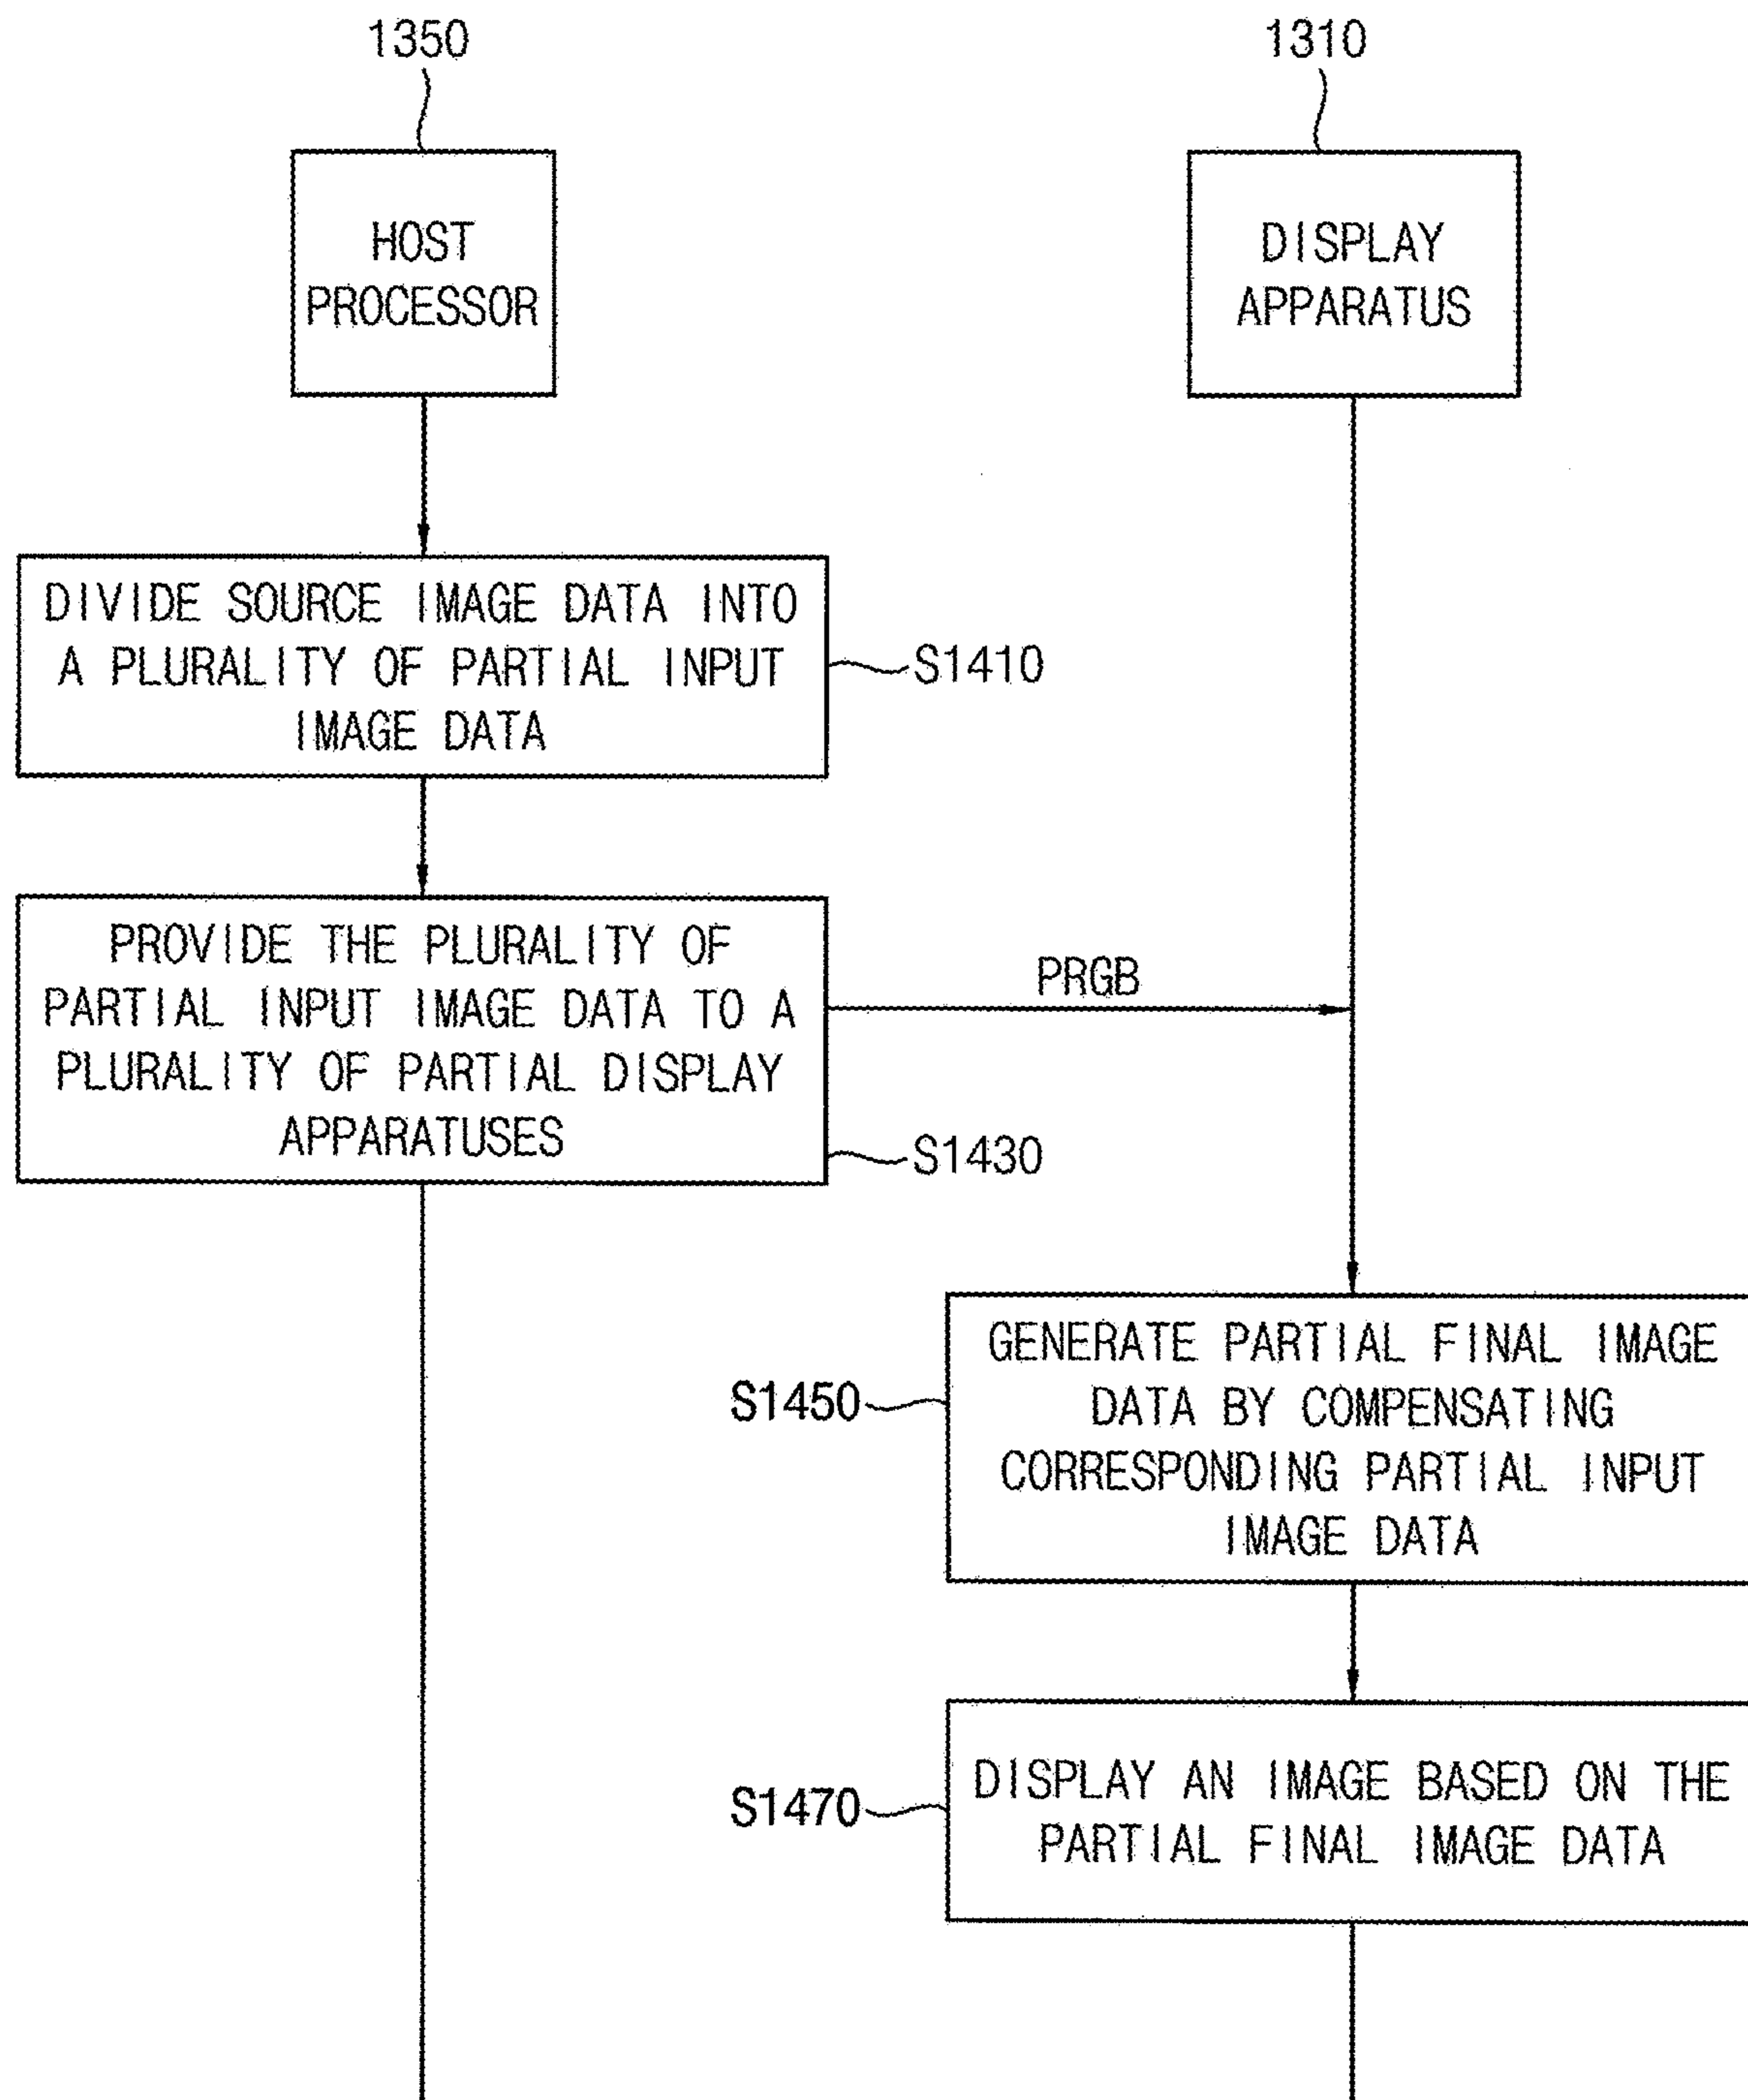 1350
1310
HOST
PROCESSOR
DISPLAY
APPARATUS
DIVIDE SOURCE IMAGE DATA INTO
A PLURALITY OF PARTIAL INPUT
IMAGE DATA
S1410
PROVIDE THE PLURALITY OF
PARTIAL INPUT IMAGE DATA TO A
PLURALITY OF PARTIAL DISPLAY
APPARATUSES
S1430
PRGB
GENERATE PARTIAL FINAL IMAGE
DATA BY COMPENSATING
CORRESPONDING PARTIAL INPUT
IMAGE DATA
S1450
DISPLAY AN IMAGE BASED ON THE
PARTIAL FINAL IMAGE DATA
S1470